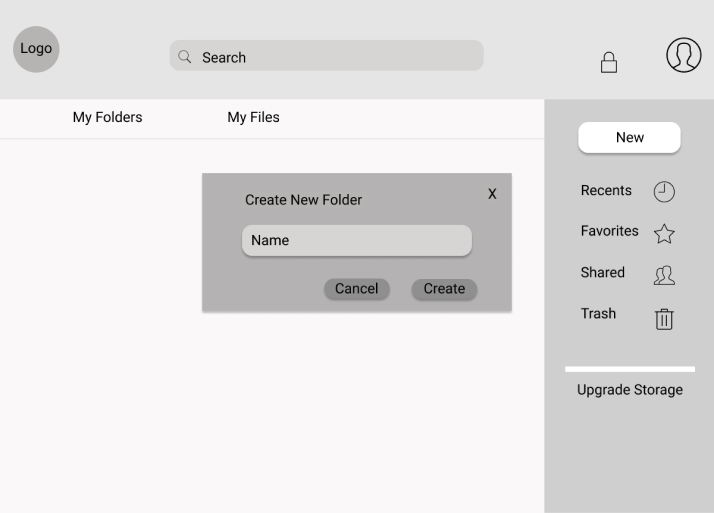 Logo
Search
My Folders
My Files
New
Create New Folder
X
Name
Cancel
Create
Recents
Favorites
Shared
Trash
Upgrade Storage